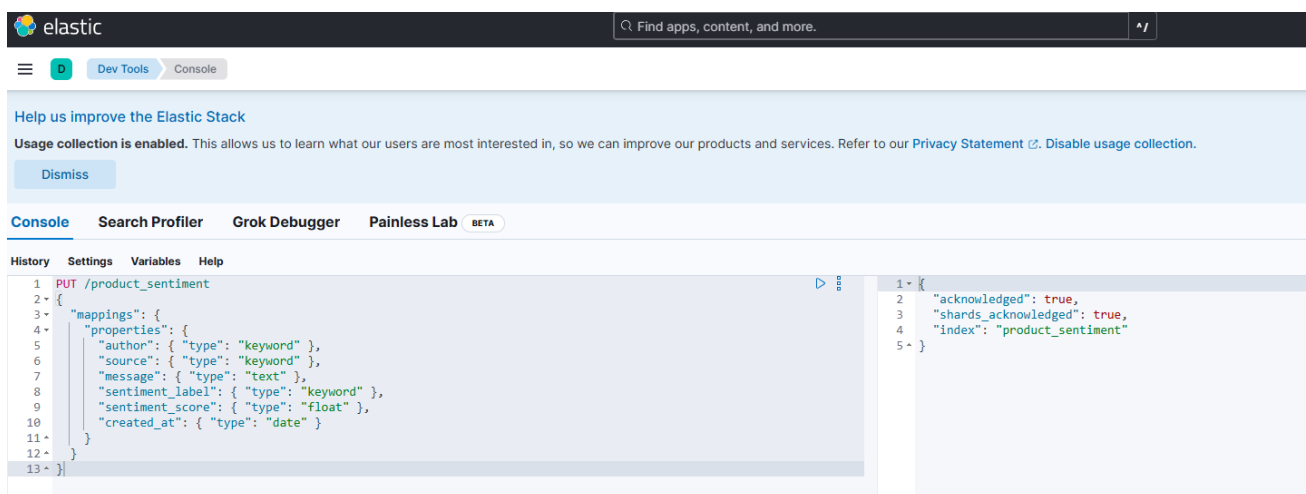 elastic
Find apps, content, and more.
^/
D
Dev Tools
Console
Help us improve the Elastic Stack
Usage collection is enabled. This allows us to learn what our users are most interested in, so we can improve our products and services. Refer to our Privacy Statement. Disable usage collection.
Dismiss
Console Search Profiler Grok Debugger Painless Lab BETA
History Settings Variables Help
1 PUT /product_sentiment
2 {
3 "mappings": {
4 "properties": {
5 "author": { "type": "keyword" },
6 "source": { "type": "keyword" },
7 "message": { "type": "text" },
8 "sentiment_label": { "type": "keyword" },
9 "sentiment_score": { "type": "float" },
10 "created_at": { "type": "date" }
11 }
12 }
13 }
1 {
2 "acknowledged": true,
3 "shards_acknowledged": true,
4 "index": "product_sentiment"
5 }